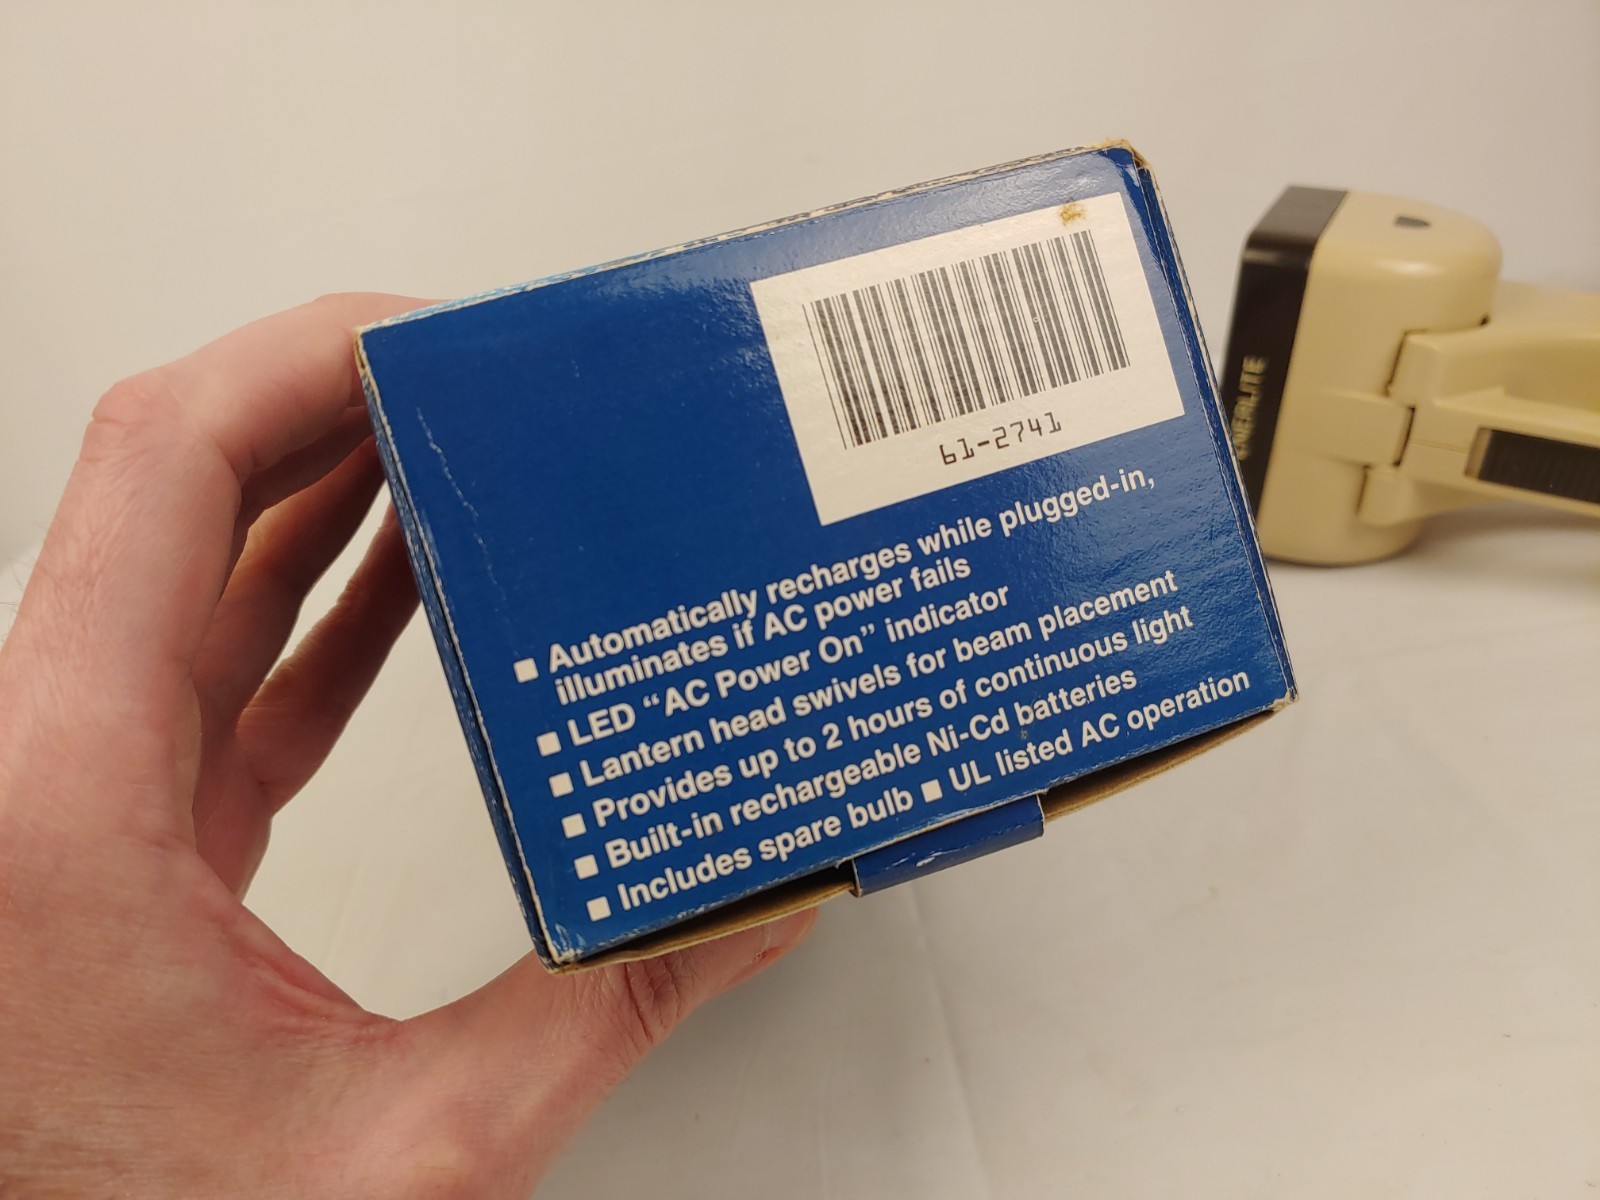 61-2741
■ Automatically recharges while plugged-in,
illuminates if AC power fails
■ LED “AC Power On” indicator
■ Lantern head swivels for beam placement
■ Provides up to 2 hours of continuous light
■ Built-in rechargeable Ni-Cd batteries
■ Includes spare bulb ■ UL listed AC operation
ENERLITE